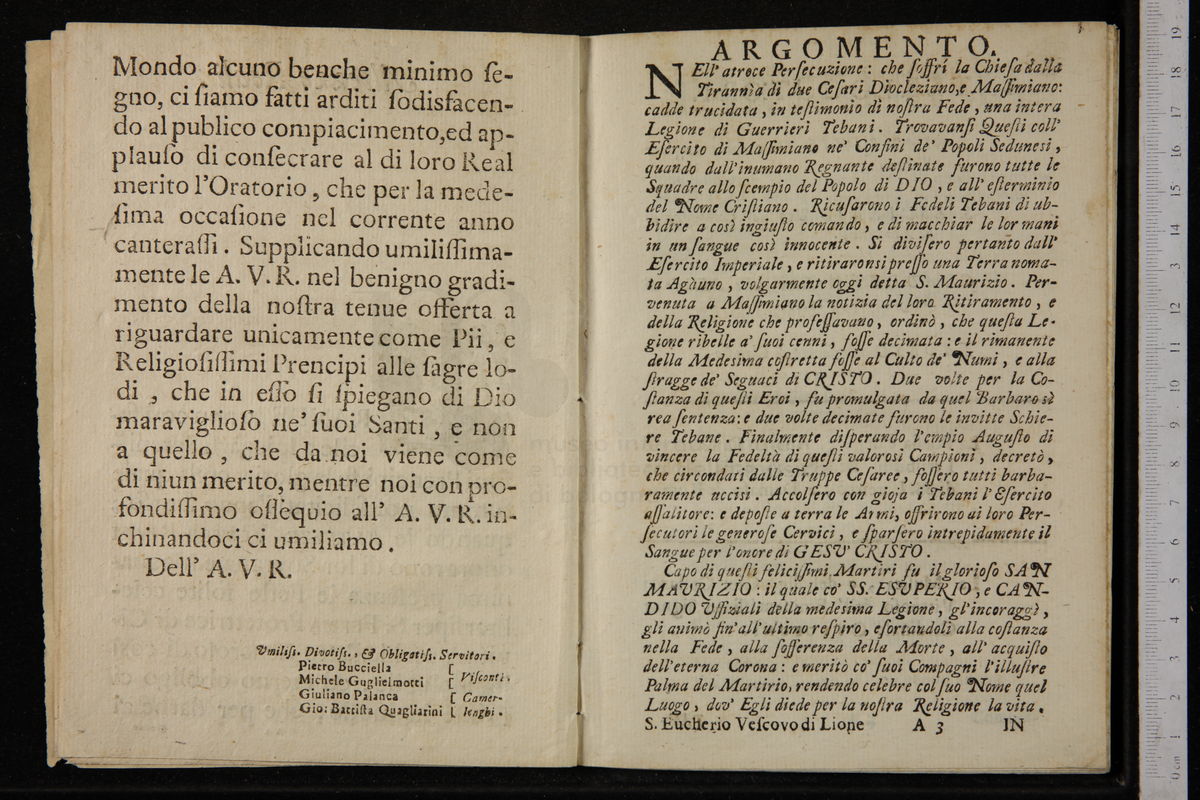 Mondo alcuno benche minimo ſe-
gno, ci ſiamo fatti arditi ſodisfacen-
do al publico compiacimento,ed ap-
plauſo di conſecrare al di loro Real
merito l'Oratorio, che per la mede-
ſima occaſione nel corrente anno
canteraſſi. Supplicando umiliſſima-
mente le A. V. R. nel benigno gradi-
mento della noſtra tenue offerta a
riguardare unicamente come Pii, e
Religioſiſſimi Prencipi alle ſagre lo-
di, che in eſſo ſi ſpiegano di Dio
maraviglioſo ne' ſuoi Santi, e non
a quello, che da noi viene come
di niun merito, mentre noi con pro-
fondiſſimo oſſequio all' A. V. R. in-
chinandoci ci umiliamo.
Dell' A. V. R.
Vmiliſs. Divotiſs., & Obligatiſs. Servitori.
Pietro Bucciella [
Michele Guglielmotti [ Viſconti.
Giuliano Palanca [ Camer-
Gio: Battiſta Quagliarini [ lenghi.
ARGOMENTO.
NEll' atroce Perſecuzione: che ſoffrì la Chieſa dalla
Tirannìa di due Ceſari Diocleziano,e Maſſimiano:
cadde trucidata, in teſtimonio di noſtra Fede, una intera
Legione di Guerrieri Tebani. Trovavanſi Queſti coll'
Eſercito di Maſſimiano ne' Confini de' Popoli Seduneſi,
quando dall'inumano Regnante deſtinate furono tutte le
Squadre allo ſcempio del Popolo di DIO, e all' eſterminio
del Nome Criſtiano. Ricuſarono i Fedeli Tebani di ub-
bidire a così ingiuſto comando, e di macchiar le lor mani
in un ſangue così innocente. Si diviſero pertanto dall'
Eſercito Imperiale, e ritiraronsi preſſo una Terra noma-
ta Agàuno, volgarmente oggi detta S. Maurizio. Per-
venuta a Maſſimiano la notizia del loro Ritiramento, e
della Religione che profeſſavano, ordinò, che queſta Le-
gione ribelle a' ſuoi cenni, foſſe decimata: e il rimanente
della Medesima coſtretta foſſe al Culto de' Numi, e alla
ſtragge de' Seguaci di CRISTO. Due volte per la Co-
ſtanza di queſti Eroi, fu promulgata da quel Barbaro sì
rea ſentenza: e due volte decimate furono le invitte Schie-
re Tebane. Finalmente diſperando l'empio Auguſto di
vincere la Fedeltà di queſti valorosi Campioni, decretò,
che circondati dalle Truppe Ceſaree, foſſero tutti barba-
ramente ucciſi. Accolſero con gioja i Tebani l'Eſercito
aſſalitore: e depoſte a terra le Armi, offrirono ai loro Per-
ſecutori le generoſe Cervici, e ſparſero intrepidamente il
Sangue per l'onore di GESU' CRISTO.
Capo di queſti feliciſſimi Martiri fu il glorioſo SAN
MAVRIZIO: il quale co' SS. ESVPERIO, e CAN-
DIDO Vffiziali della medesima Legione, gl'incoraggì,
gli animò fin'all'ultimo reſpiro, eſortandoli alla coſtanza
nella Fede, alla ſofferenza della Morte, all' acquiſto
dell'eterna Corona: e meritò co' ſuoi Compagni l'illuſtre
Palma del Martirio, rendendo celebre col ſuo Nome quel
Luogo, dov' Egli diede per la noſtra Religione la vita.
S. Eucherio Veſcovo di Lione A 3 IN